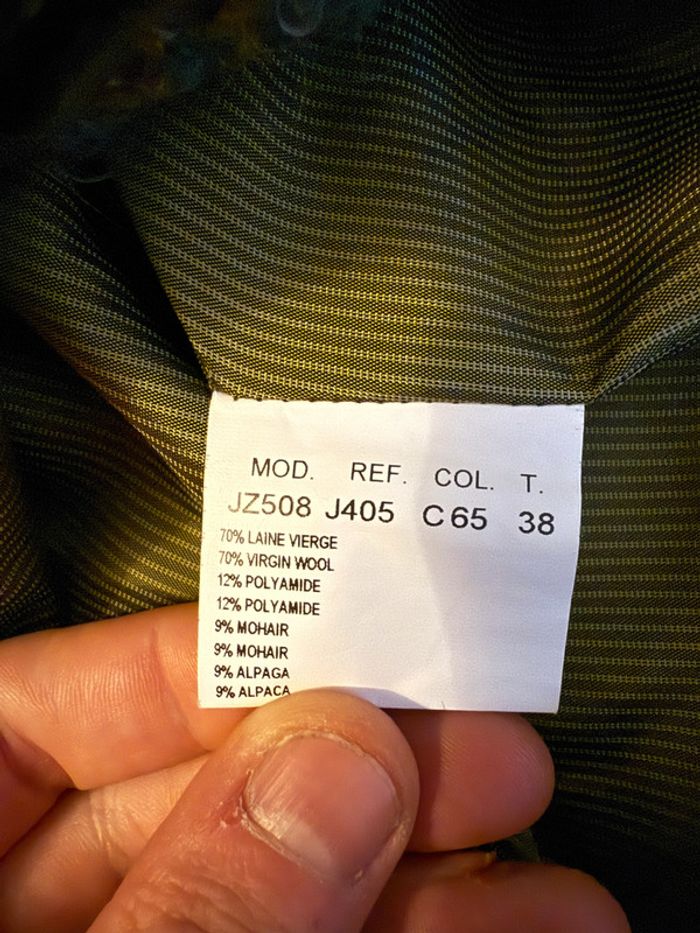 MOD. REF. COL. T.
JZ508 J405 C65 38
70% LAINE VIERGE
70% VIRGIN WOOL
12% POLYAMIDE
12% POLYAMIDE
9% MOHAIR
9% MOHAIR
9% ALPAGA
9% ALPACA